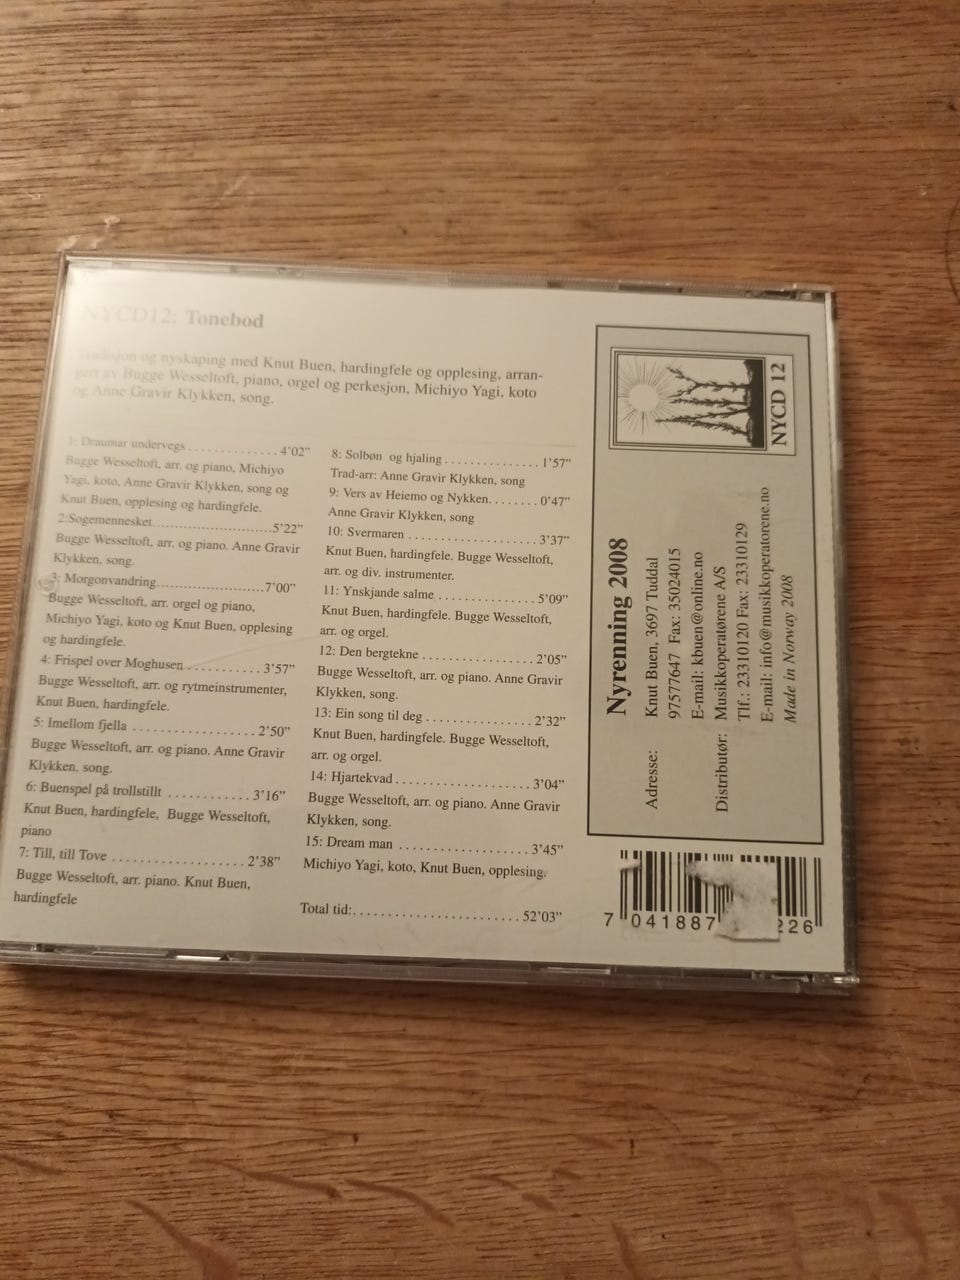 NYCD12: Tonebod
Tradisjon og nyskaping med Knut Buen, hardingfele og opplesing, arran-
gert av Bugge Wesseltoft, piano, orgel og perkesjon, Michiyo Yagi, koto
og Anne Gravir Klykken, song.
1: Draumar undervegs . . . . . . . . . . . . . . 4’02”
Bugge Wesseltoft, arr. og piano, Michiyo
Yagi, koto, Anne Gravir Klykken, song og
Knut Buen, opplesing og hardingfele.
2:Sogemennesket..............................5’22”
Bugge Wesseltoft, arr. og piano. Anne Gravir
Klykken, song.
3: Morgonvandring...........................7’00”
Bugge Wesseltoft, arr. orgel og piano,
Michiyo Yagi, koto og Knut Buen, opplesing
og hardingfele.
4: Frispel over Moghusen . . . . . . . . . . . 3’57”
Bugge Wesseltoft, arr. og rytmeinstrumenter,
Knut Buen, hardingfele.
5: Imellom fjella . . . . . . . . . . . . . . . . . . 2’50”
Bugge Wesseltoft, arr. og piano. Anne Gravir
Klykken, song.
6: Buenspel på trollstillt . . . . . . . . . . . . 3’16”
Knut Buen, hardingfele, Bugge Wesseltoft,
piano
7: Till, till Tove . . . . . . . . . . . . . . . . . . . 2’38”
Bugge Wesseltoft, arr. piano. Knut Buen,
hardingfele
8: Solbøn og hjaling . . . . . . . . . . . . . . . 1’57”
Trad-arr: Anne Gravir Klykken, song
9: Vers av Heiemo og Nykken. . . . . . . . 0’47”
Anne Gravir Klykken, song
10: Svermaren . . . . . . . . . . . . . . . . . . . . 3’37”
Knut Buen, hardingfele. Bugge Wesseltoft,
arr. og div. instrumenter.
11: Ynskjande salme . . . . . . . . . . . . . . . 5’09”
Knut Buen, hardingfele. Bugge Wesseltoft,
arr. og orgel.
12: Den bergtekne . . . . . . . . . . . . . . . . . 2’05”
Bugge Wesseltoft, arr. og piano. Anne Gravir
Klykken, song.
13: Ein song til deg . . . . . . . . . . . . . . . . 2’32”
Knut Buen, hardingfele. Bugge Wesseltoft,
arr. og orgel.
14: Hjartekvad . . . . . . . . . . . . . . . . . . . . 3’04”
Bugge Wesseltoft, arr. og piano. Anne Gravir
Klykken, song.
15: Dream man . . . . . . . . . . . . . . . . . . . 3’45”
Michiyo Yagi, koto, Knut Buen, opplesing.
Total tid:. . . . . . . . . . . . . . . . . . . . . . . . 52’03”
NYCD 12
Nyrenning 2008
Adresse: Knut Buen, 3697 Tuddal
97577647 Fax: 35024015
E-mail: kbuen@online.no
Distributør: Musikkoperatørene A/S
Tlf.: 23310120 Fax: 23310129
E-mail: info@musikkoperatorene.no
Made in Norway 2008
7 041887 226